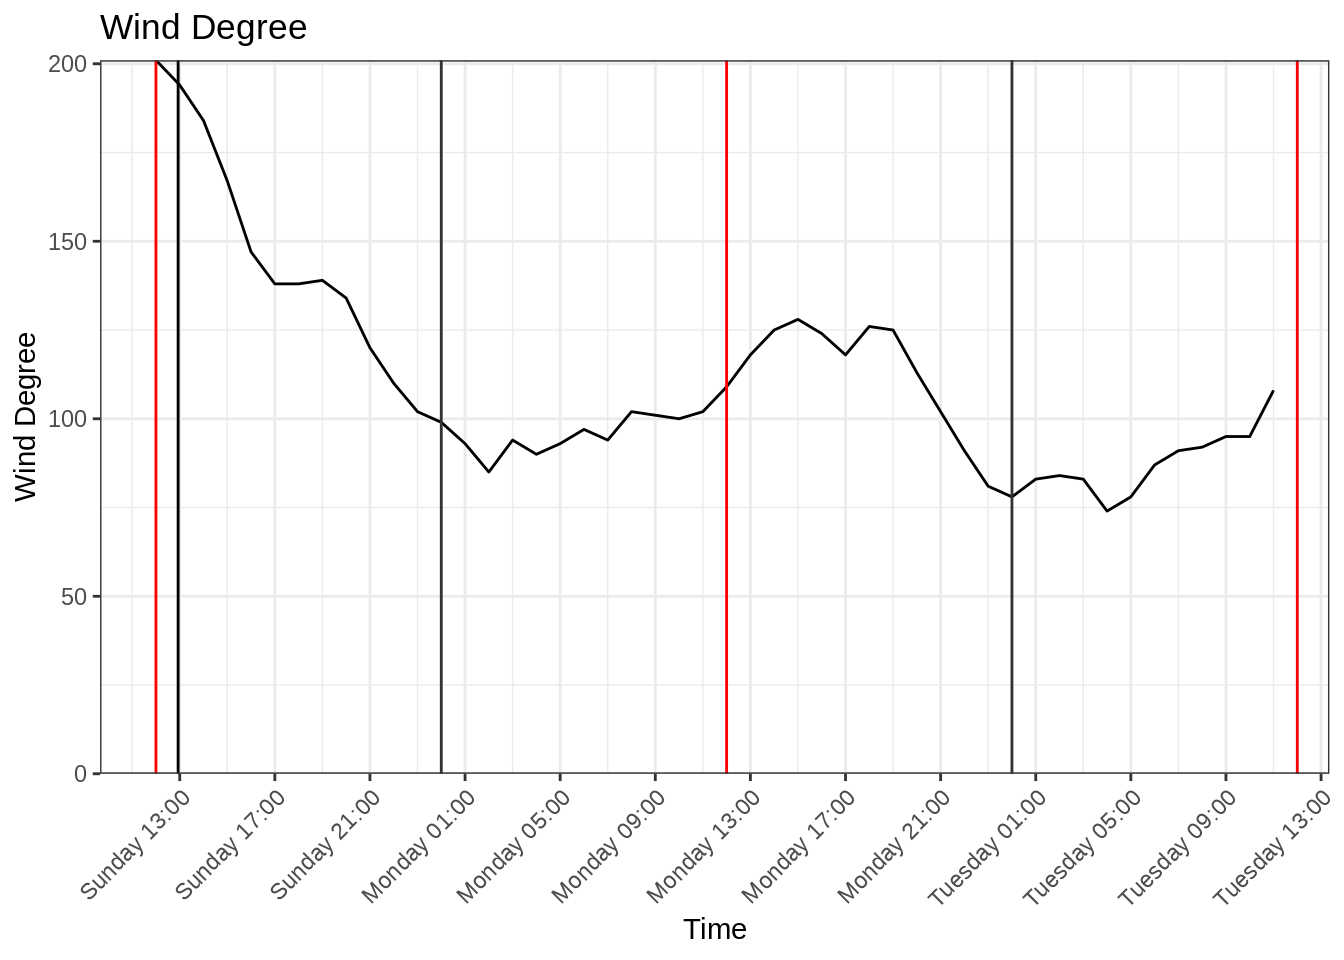 Wind Degree
200
150
100
50
0
Wind Degree
Sunday 13:00
Sunday 17:00
Sunday 21:00
Monday 01:00
Monday 05:00
Monday 09:00
Monday 13:00
Monday 17:00
Monday 21:00
Tuesday 01:00
Tuesday 05:00
Tuesday 09:00
Tuesday 13:00
Time